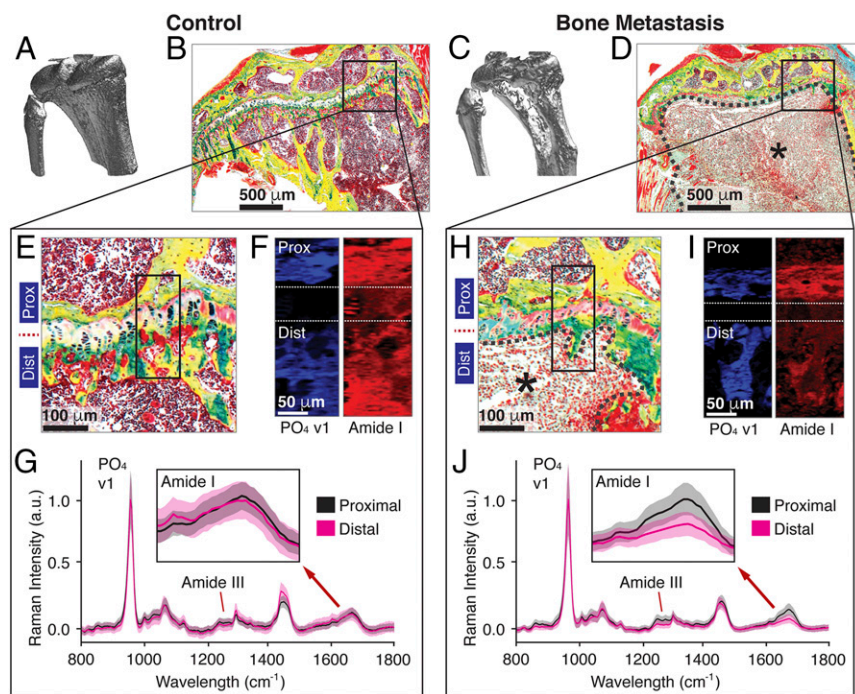 Control
Bone Metastasis
A
B
C
D
500 μm
*
500 μm
E
Prox
Dist
100 μm
F
Prox
Dist
50 μm
PO₄ v1
Amide I
H
Prox
Dist
*
100 μm
I
Prox
Dist
50 μm
PO₄ v1
Amide I
G
PO₄
v1
Amide I
Proximal
Distal
Amide III
Raman Intensity (a.u.)
1.0
0.5
0.0
800 1000 1200 1400 1600 1800
Wavelength (cm⁻¹)
J
PO₄
v1
Amide I
Proximal
Distal
Amide III
Raman Intensity (a.u.)
1.0
0.5
0.0
800 1000 1200 1400 1600 1800
Wavelength (cm⁻¹)